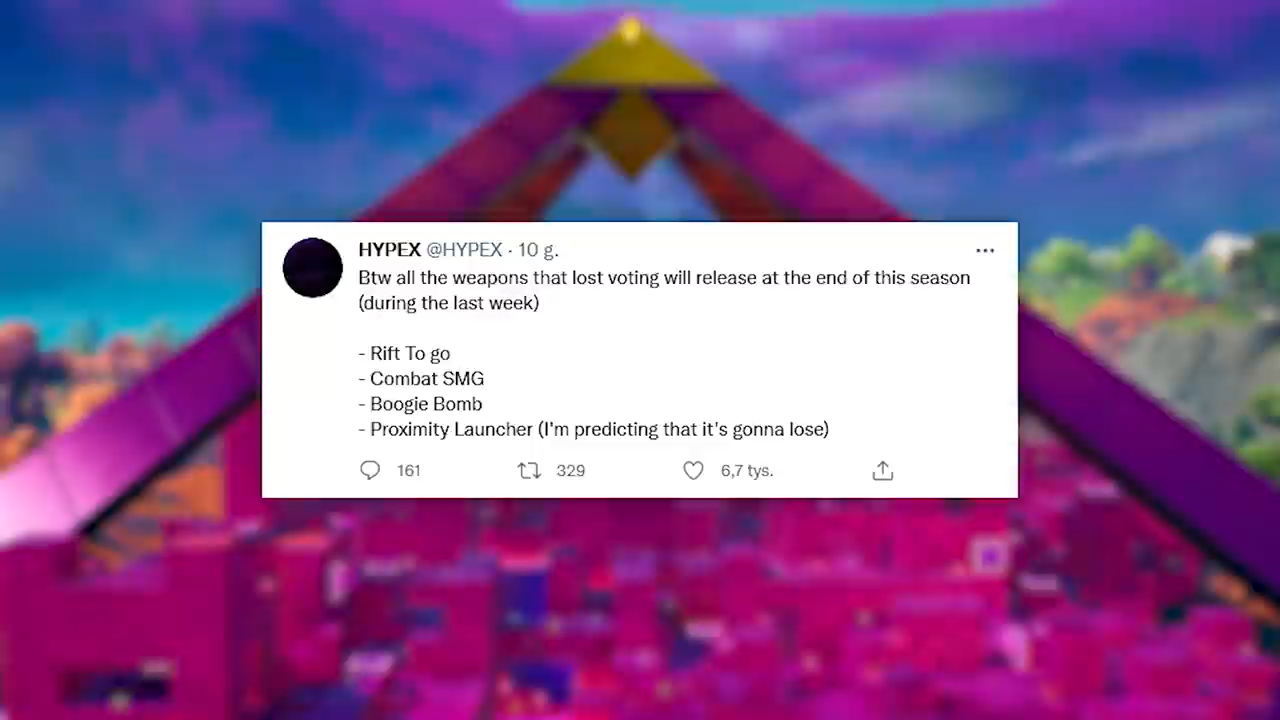 HYPEX @HYPEX · 10 g.
Btw all the weapons that lost voting will release at the end of this season
(during the last week)
- Rift To go
- Combat SMG
- Boogie Bomb
- Proximity Launcher (I'm predicting that it's gonna lose)
161 329 6,7 tys.